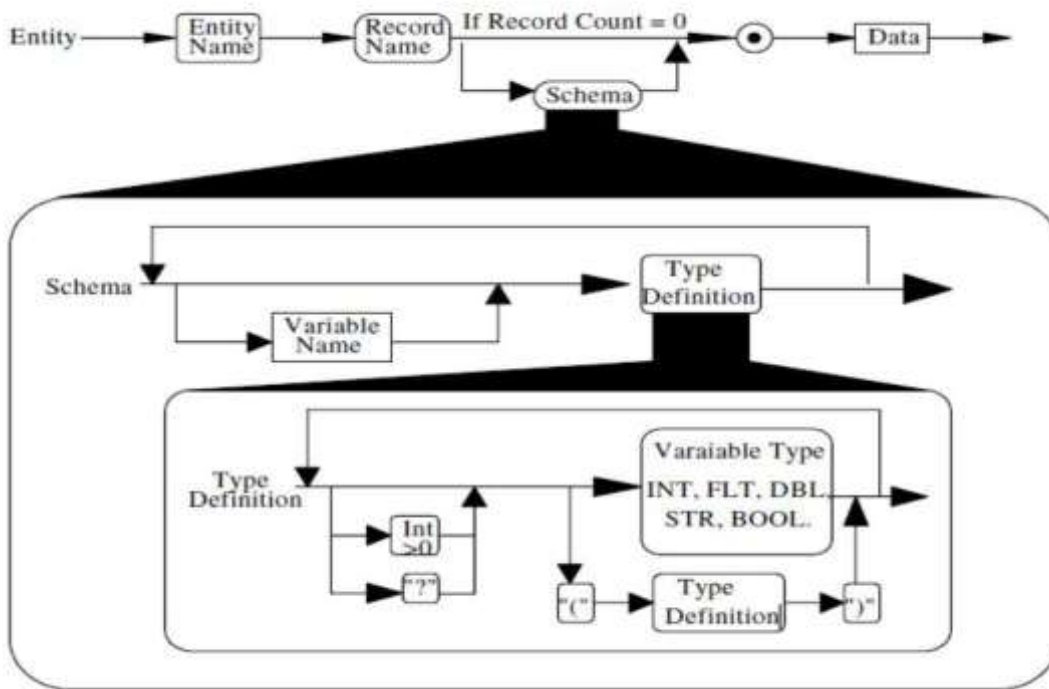 Entity
Entity
Name
Record
Name
If Record Count = 0
Data
Schema
Schema
Variable
Name
Type
Definition
Type
Definition
Int
>0
"?"
Varaiable Type
INT, FLT, DBL.
STR, BOOL.
"("
Type
Definition
")"